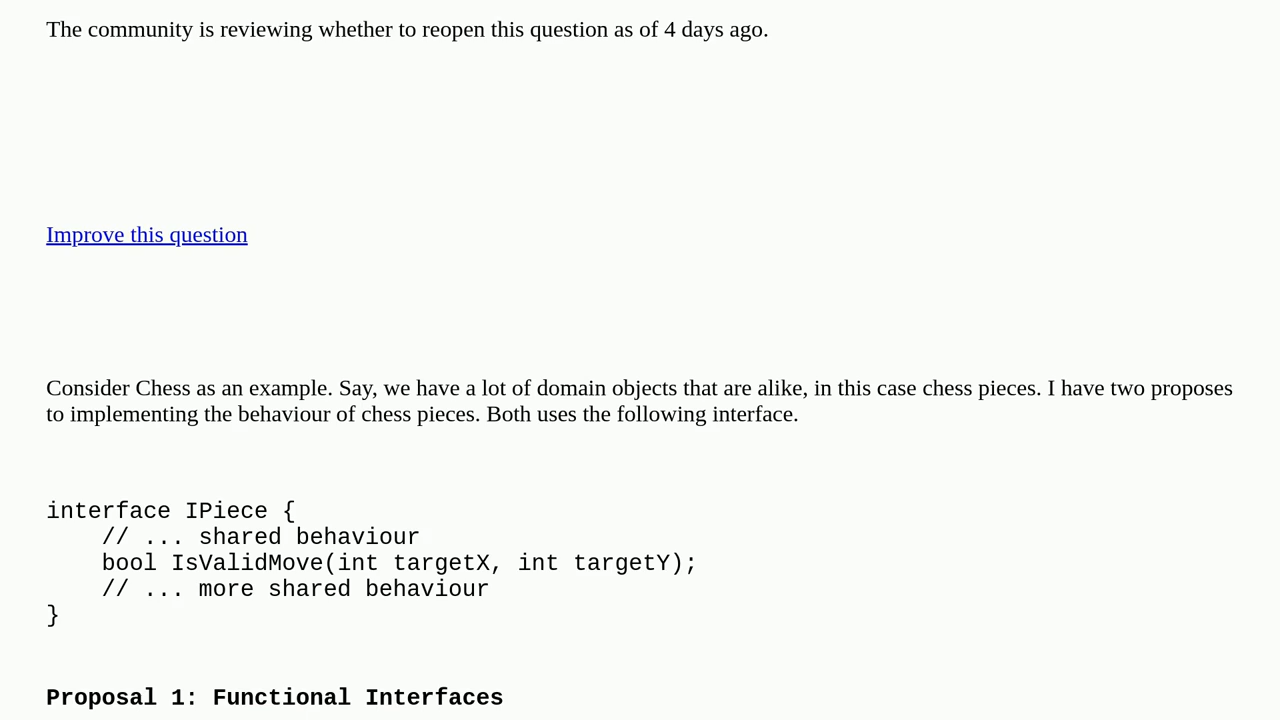 The community is reviewing whether to reopen this question as of 4 days ago.
Improve this question
Consider Chess as an example. Say, we have a lot of domain objects that are alike, in this case chess pieces. I have two proposes
to implementing the behaviour of chess pieces. Both uses the following interface.
interface IPiece {
    // ... shared behaviour
    bool IsValidMove(int targetX, int targetY);
    // ... more shared behaviour
}
Proposal 1: Functional Interfaces